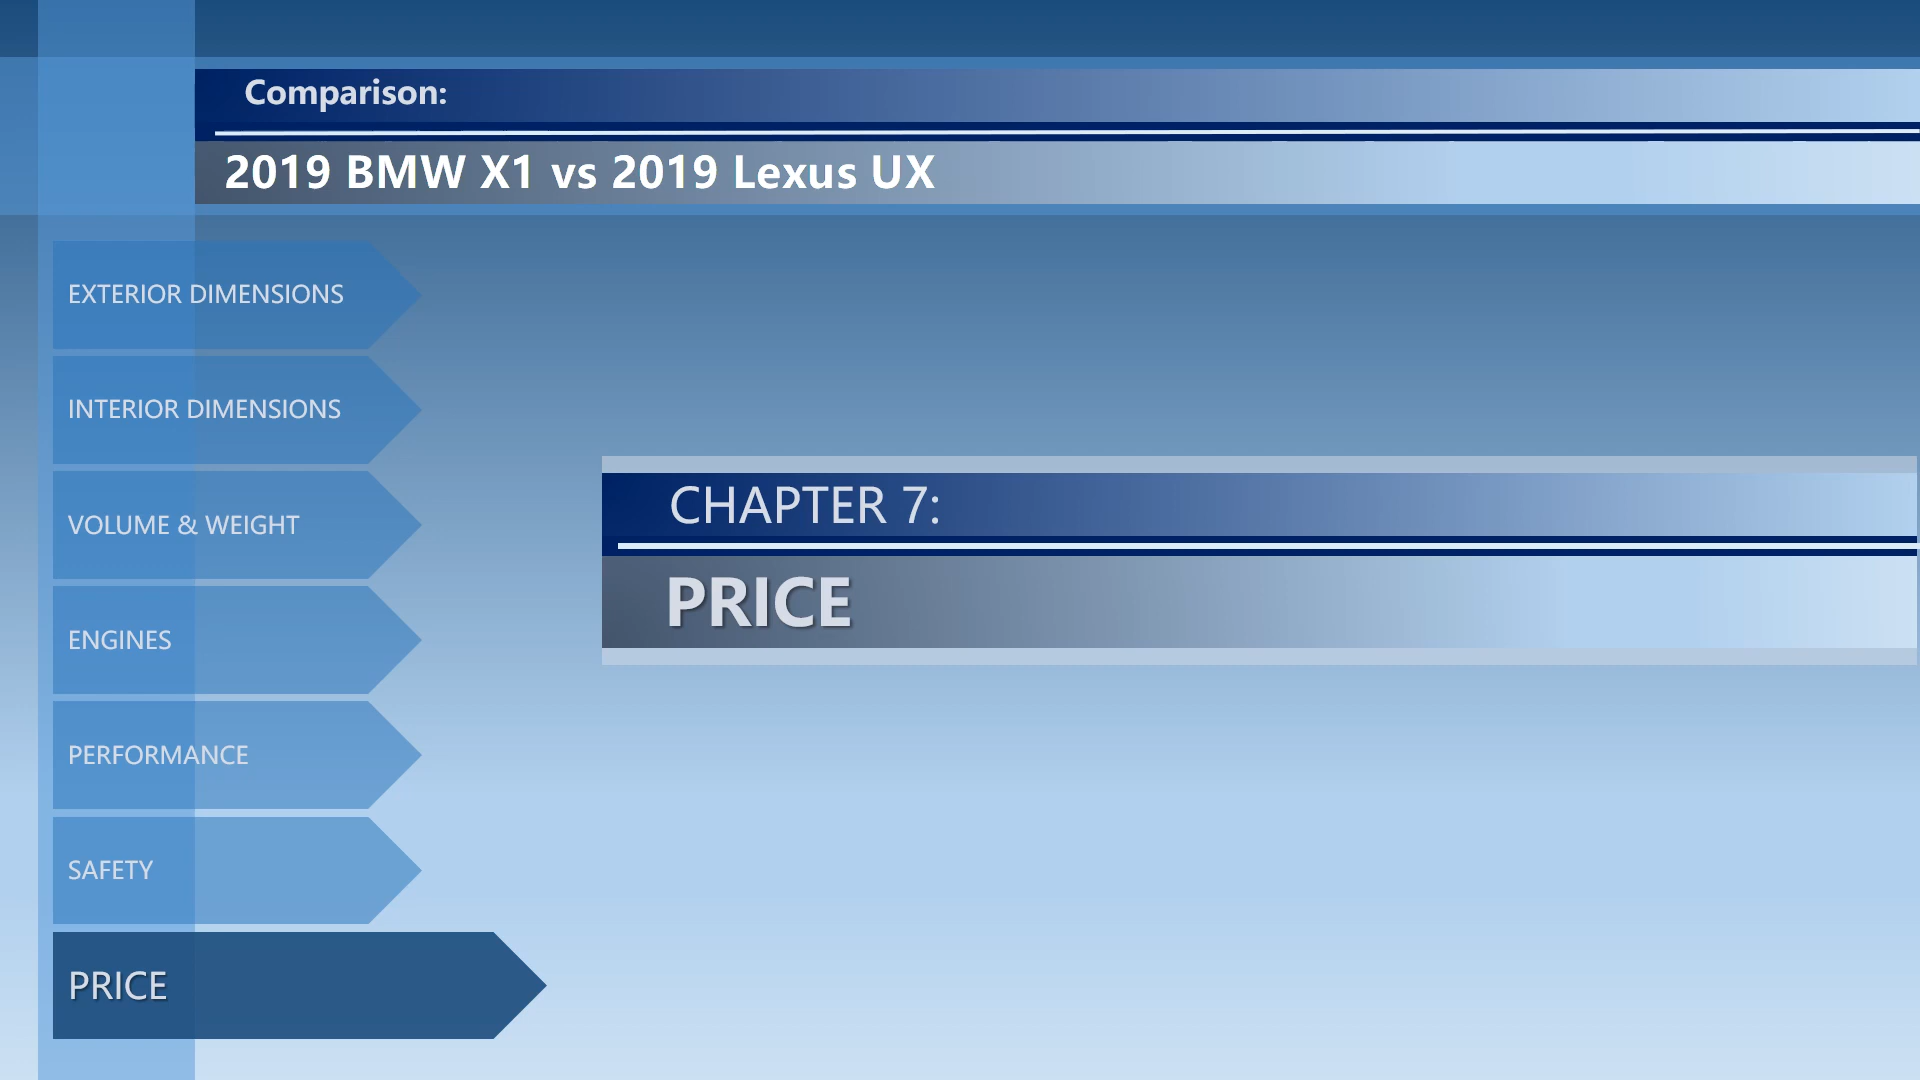 Comparison:
2019 BMW X1 vs 2019 Lexus UX
EXTERIOR DIMENSIONS
INTERIOR DIMENSIONS
VOLUME & WEIGHT
ENGINES
PERFORMANCE
SAFETY
PRICE
CHAPTER 7:
PRICE